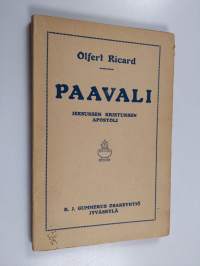 Olfert Ricard
PAAVALI
JEESUKSEN KRISTUKSEN
APOSTOLI
K. J. GUMMERUS OSAKEYHTIÖ
JYVÄSKYLÄ